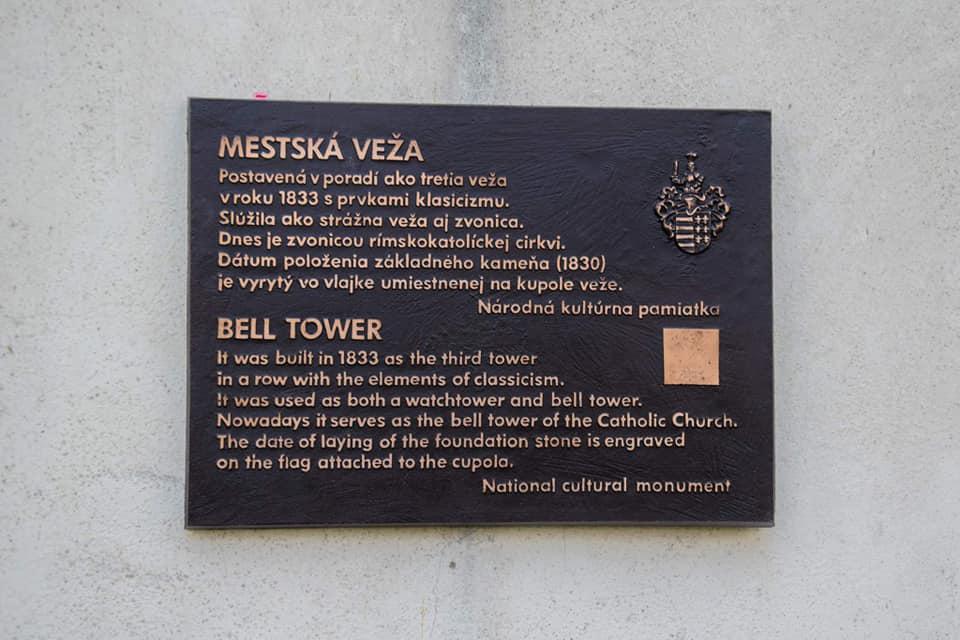 MESTSKÁ VEŽA
Postavená v poradí ako tretia veža
v roku 1833 s prvkami klasicizmu.
Slúžila ako strážna veža aj zvonica.
Dnes je zvonicou rímskokatolíckej cirkvi.
Dátum položenia základného kameňa (1830)
je vyrytý vo vlajke umiestnenej na kupole veže.
Národná kultúrna pamiatka
BELL TOWER
It was built in 1833 as the third tower
in a row with the elements of classicism.
It was used as both a watchtower and bell tower.
Nowadays it serves as the bell tower of the Catholic Church.
The date of laying of the foundation stone is engraved
on the flag attached to the cupola.
National cultural monument